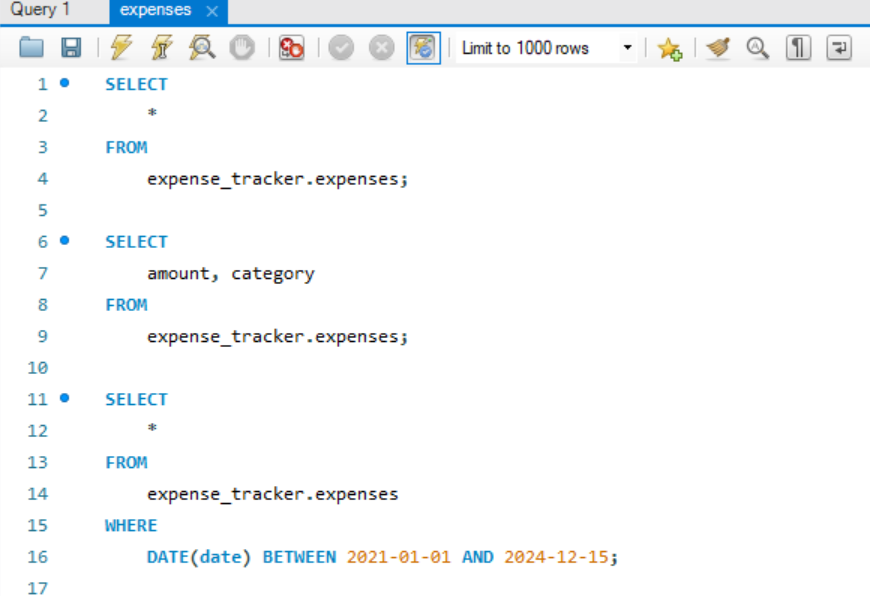 Query 1 expenses
Limit to 1000 rows
1 SELECT
2 *
3 FROM
4 expense_tracker.expenses;
5
6 SELECT
7 amount, category
8 FROM
9 expense_tracker.expenses;
10
11 SELECT
12 *
13 FROM
14 expense_tracker.expenses
15 WHERE
16 DATE(date) BETWEEN 2021-01-01 AND 2024-12-15;
17